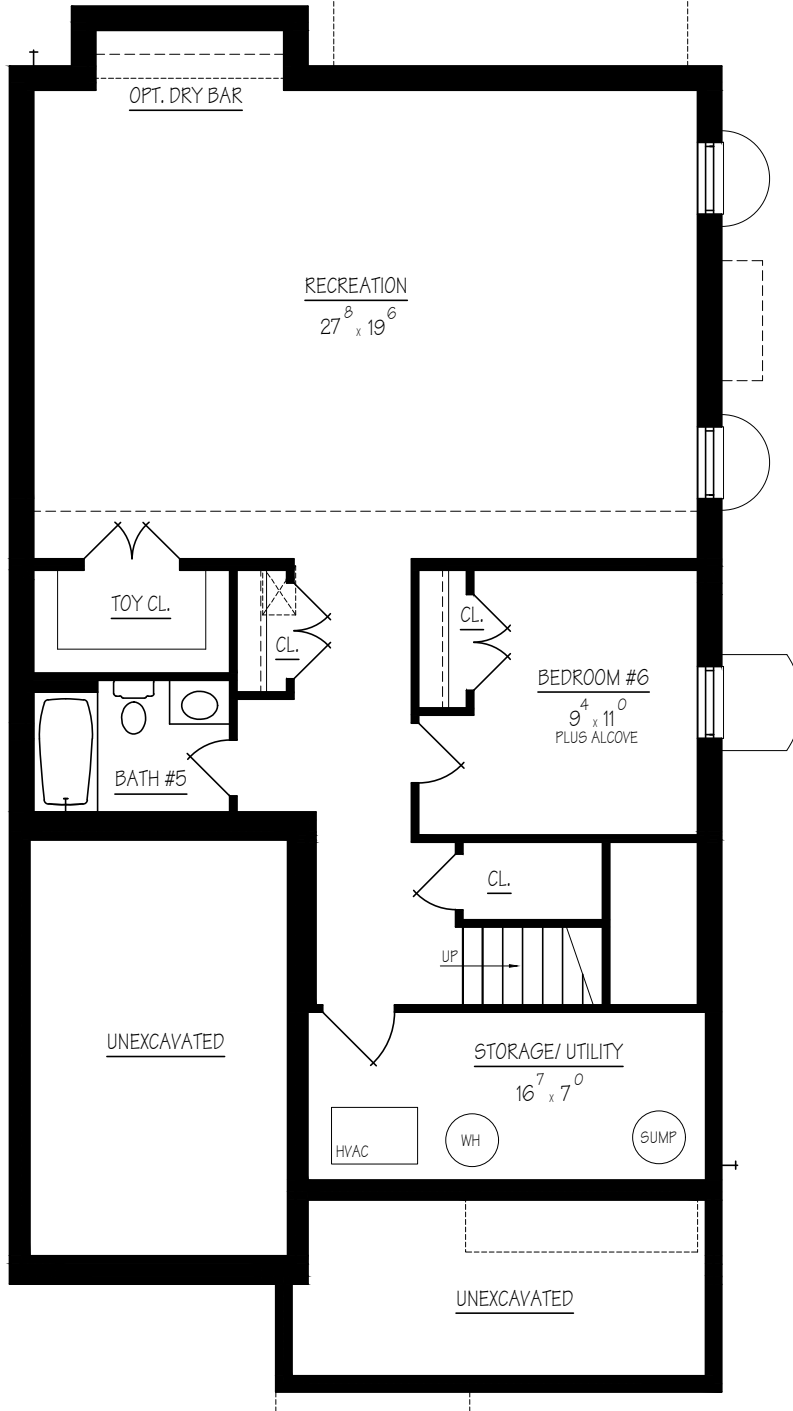 OPT. DRY BAR
RECREATION
27⁸ x 19⁶
TOY CL.
CL.
CL.
BEDROOM #6
9⁴ x 11⁰
PLUS ALCOVE
BATH #5
CL.
UP
UNEXCAVATED
STORAGE/ UTILITY
16⁷ x 7⁰
HVAC
WH
SUMP
UNEXCAVATED